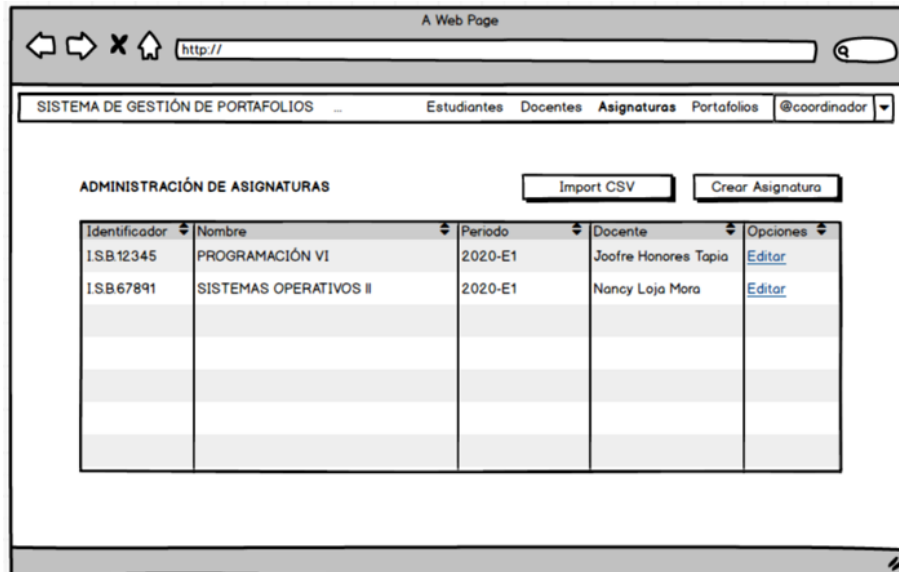 A Web Page
http://
SISTEMA DE GESTIÓN DE PORTAFOLIOS ... Estudiantes Docentes Asignaturas Portafolios @coordinador
ADMINISTRACIÓN DE ASIGNATURAS Import CSV Crear Asignatura
Identificador Nombre Periodo Docente Opciones
I.S.B.12345 PROGRAMACIÓN VI 2020-E1 Joofre Honores Tapia Editar
I.S.B.67891 SISTEMAS OPERATIVOS II 2020-E1 Nancy Loja Mora Editar